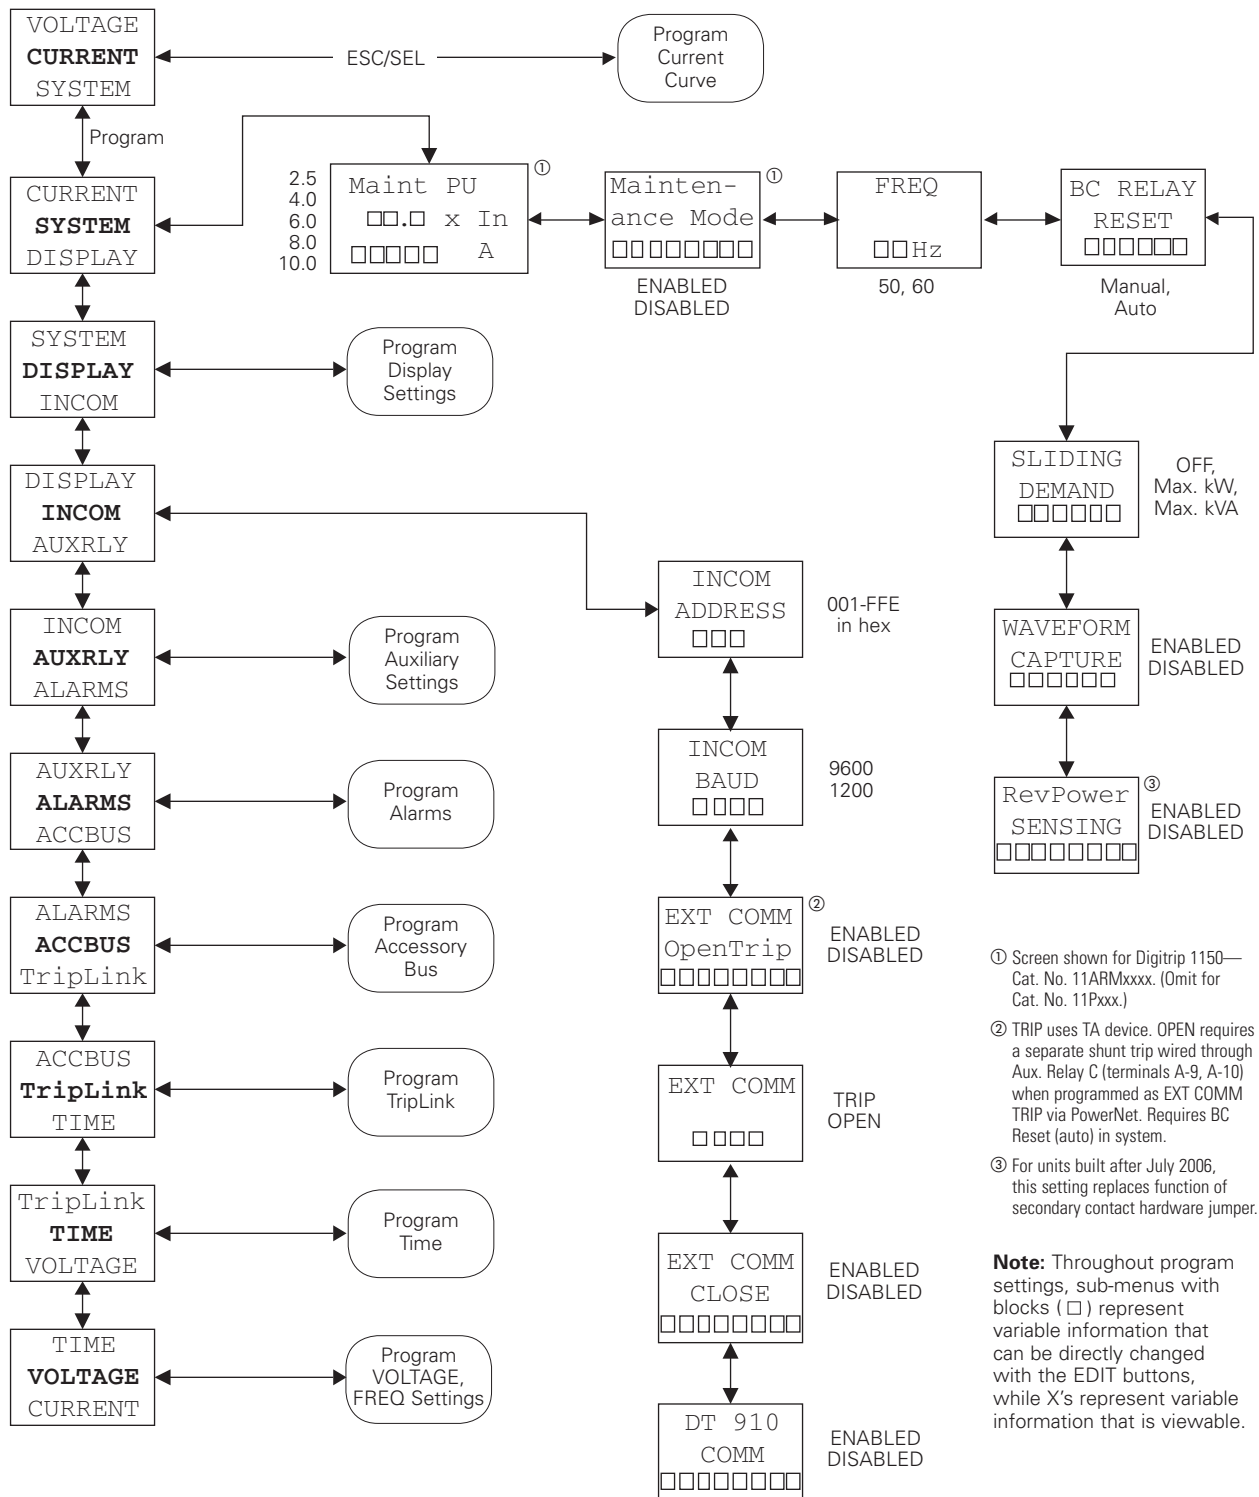 VOLTAGE
CURRENT
SYSTEM
ESC/SEL
Program
Current
Curve
Program
CURRENT
SYSTEM
DISPLAY
2.5
4.0
6.0
8.0
10.0
Maint PU
□□.□ x In
□□□□□ A
①
Mainten-
ance Mode
□□□□□□□□
①
ENABLED
DISABLED
FREQ
□□Hz
50, 60
BC RELAY
RESET
□□□□□□
Manual,
Auto
SYSTEM
DISPLAY
INCOM
Program
Display
Settings
SLIDING
DEMAND
□□□□□□
OFF,
Max. kW,
Max. kVA
DISPLAY
INCOM
AUXRLY
INCOM
ADDRESS
□□□
001-FFE
in hex
WAVEFORM
CAPTURE
□□□□□□
ENABLED
DISABLED
INCOM
AUXRLY
ALARMS
Program
Auxiliary
Settings
INCOM
BAUD
□□□□
9600
1200
RevPower
SENSING
□□□□□□□□
③
ENABLED
DISABLED
AUXRLY
ALARMS
ACCBUS
Program
Alarms
ALARMS
ACCBUS
TripLink
Program
Accessory
Bus
EXT COMM
OpenTrip
□□□□□□□□
②
ENABLED
DISABLED
ACCBUS
TripLink
TIME
Program
TripLink
EXT COMM
□□□□
TRIP
OPEN
TripLink
TIME
VOLTAGE
Program
Time
EXT COMM
CLOSE
□□□□□□□□
ENABLED
DISABLED
TIME
VOLTAGE
CURRENT
Program
VOLTAGE,
FREQ Settings
DT 910
COMM
□□□□□□□□
ENABLED
DISABLED
① Screen shown for Digitrip 1150—
Cat. No. 11ARMxxxx. (Omit for
Cat. No. 11Pxxx.)
② TRIP uses TA device. OPEN requires
a separate shunt trip wired through
Aux. Relay C (terminals A-9, A-10)
when programmed as EXT COMM
TRIP via PowerNet. Requires BC
Reset (auto) in system.
③ For units built after July 2006,
this setting replaces function of
secondary contact hardware jumper.
Note: Throughout program
settings, sub-menus with
blocks (□) represent
variable information that
can be directly changed
with the EDIT buttons,
while X's represent variable
information that is viewable.